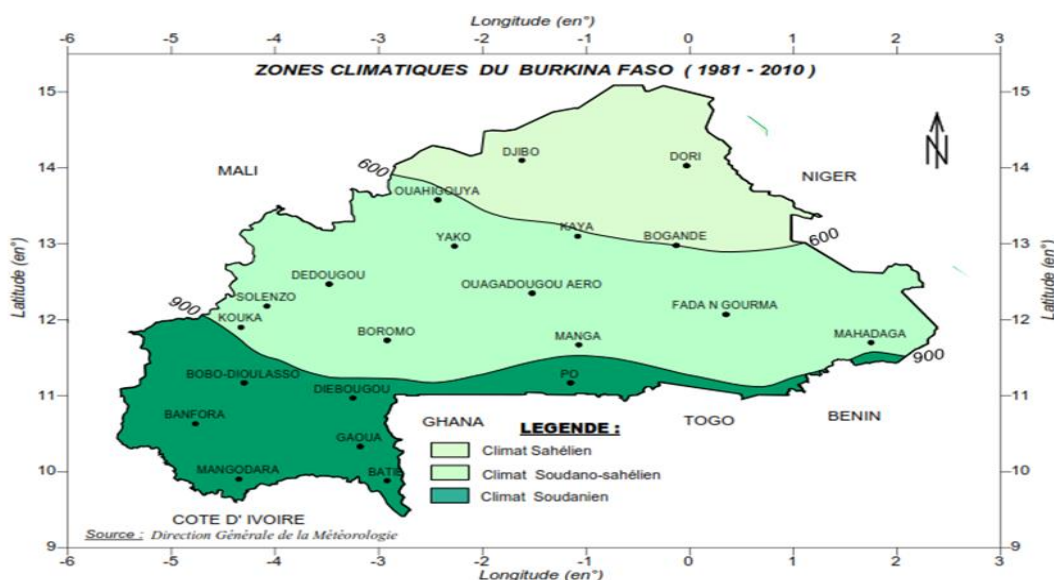 Longitude (en°)
-6 -5 -4 -3 -2 -1 0 1 2 3
ZONES CLIMATIQUES DU BURKINA FASO ( 1981 - 2010 )
15 15
N
DJIBO
14 DORI 14
MALI
600
NIGER
OUAHIGOUYA
KAYA
YAKO
BOGANDE
600
13 13
DEDOUGOU
OUAGADOUGOU AERO
Latitude (en°)
Latitude (en°)
SOLENZO
900
KOUKA
FADA N GOURMA
12 12
BOROMO
MANGA
MAHADAGA
900
BOBO-DIOULASSO
PO
DIEBOUGOU
11 11
BANFORA
GHANA
TOGO
BENIN
LEGENDE :
GAOUA
Climat Sahélien
MANGODARA
BATIE
Climat Soudano-sahélien
10 10
Climat Soudanien
COTE D' IVOIRE
Source : Direction Générale de la Météorologie
9 9
-6 -5 -4 -3 -2 -1 0 1 2 3
Longitude (en°)